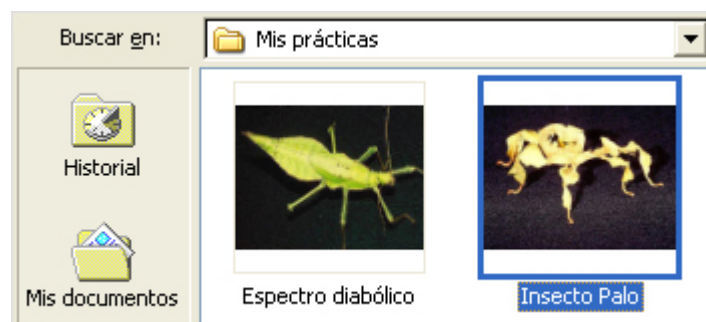 Buscar en: Mis prácticas
Historial
Mis documentos
Espectro diabólico Insecto Palo